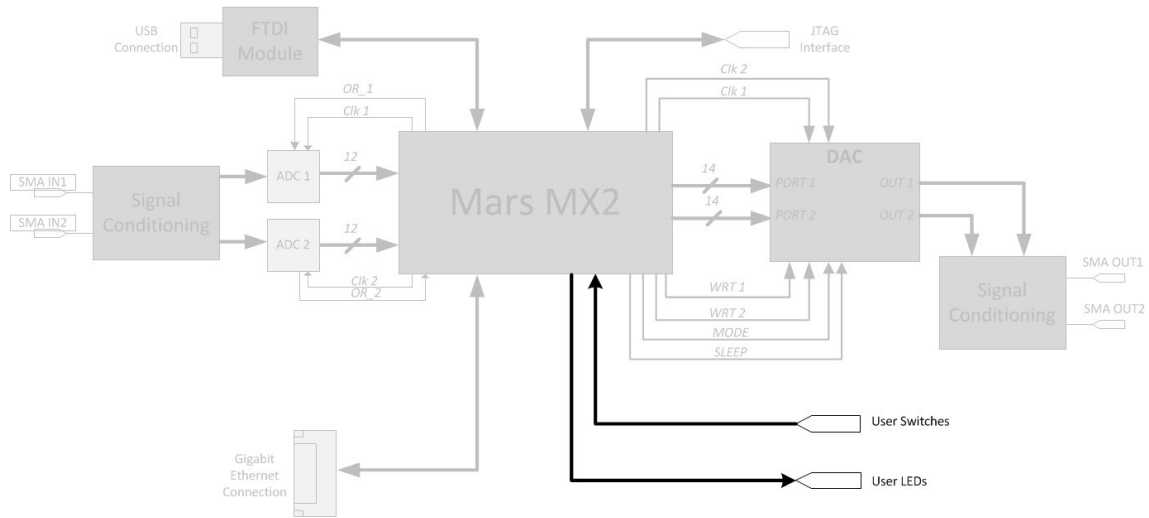 USB
Connection
FTDI
Module
JTAG
Interface
Clk 2
Clk 1
OR_1
Clk 1
SMA IN1
SMA IN2
Signal
Conditioning
ADC 1
12
ADC 2
12
Clk 2
OR_2
Mars MX2
14
14
DAC
PORT 1
OUT 1
PORT 2
OUT 2
WRT 1
WRT 2
MODE
SLEEP
Signal
Conditioning
SMA OUT1
SMA OUT2
User Switches
Gigabit
Ethernet
Connection
User LEDs